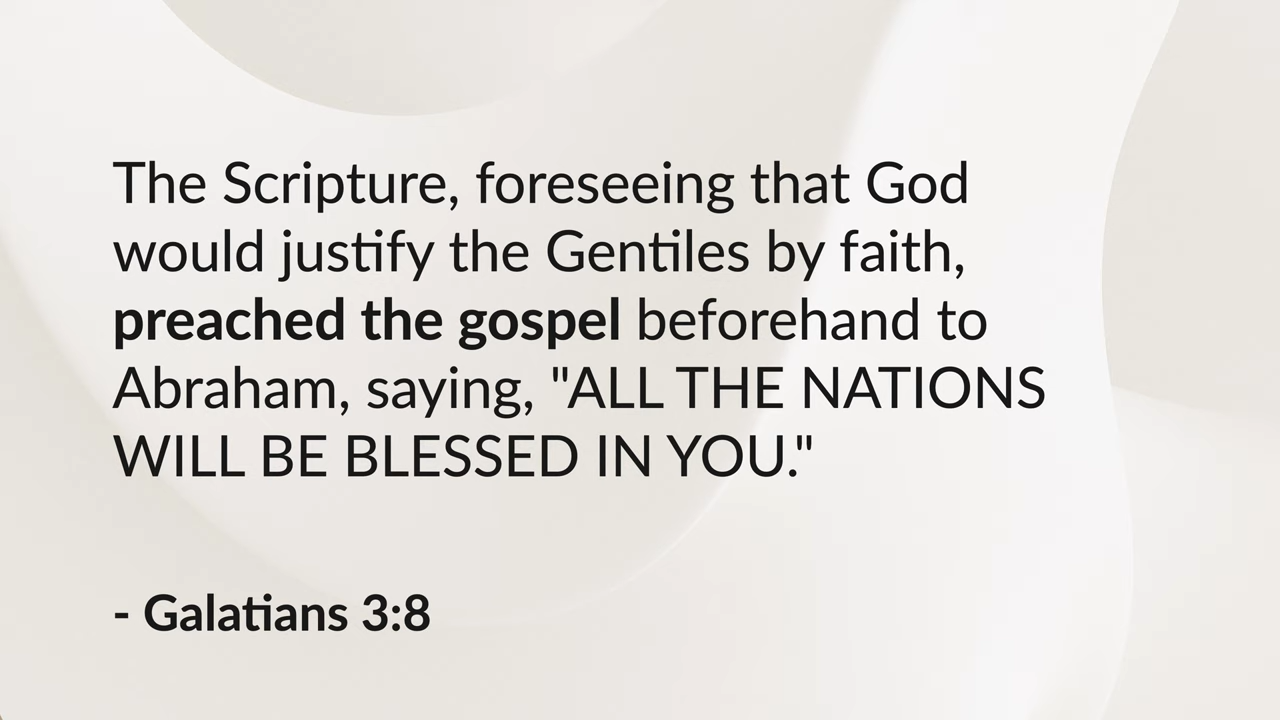 The Scripture, foreseeing that God
would justify the Gentiles by faith,
preached the gospel beforehand to
Abraham, saying, "ALL THE NATIONS
WILL BE BLESSED IN YOU."
- Galatians 3:8